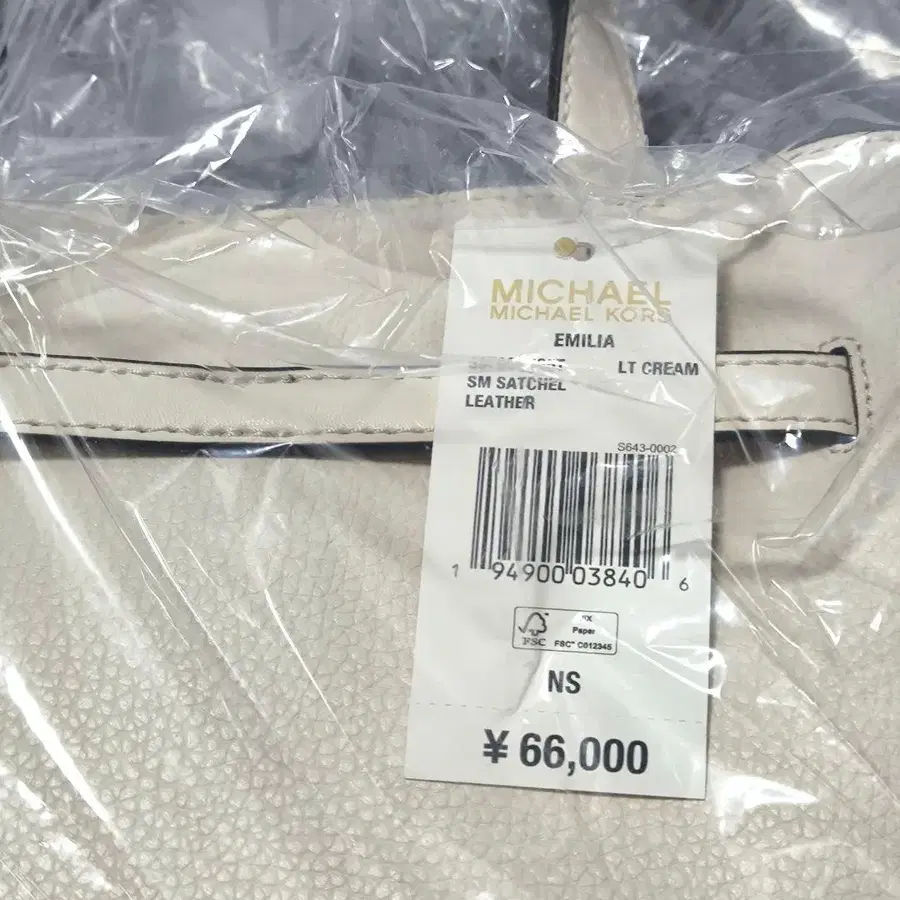 MICHAEL
MICHAEL KORS
EMILIA
LT CREAM
SM SATCHEL
LEATHER
S643-0002
1 94900 03840 6
FSC
Paper
FSC® C012345
NS
¥ 66,000